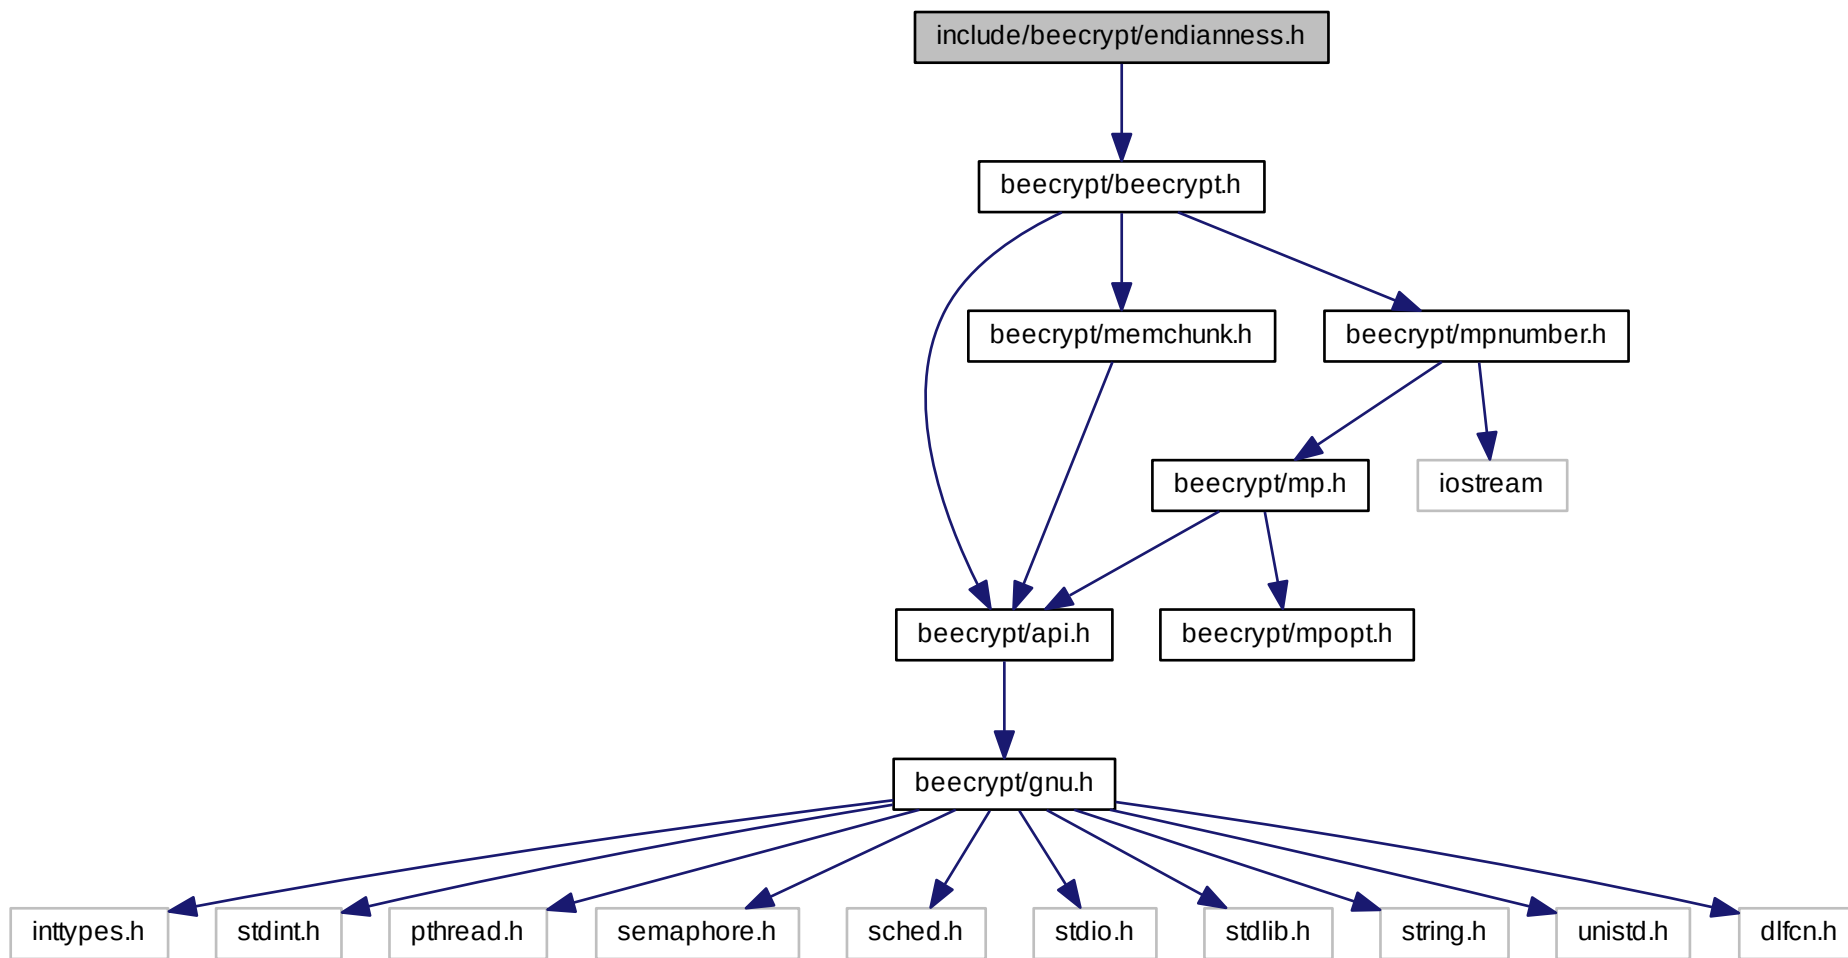 include/beecrypt/endianness.h
beecrypt/beecrypt.h
beecrypt/memchunk.h
beecrypt/mpnumber.h
beecrypt/mp.h
iostream
beecrypt/api.h
beecrypt/mpopt.h
beecrypt/gnu.h
inttypes.h
stdint.h
pthread.h
semaphore.h
sched.h
stdio.h
stdlib.h
string.h
unistd.h
dlfcn.h